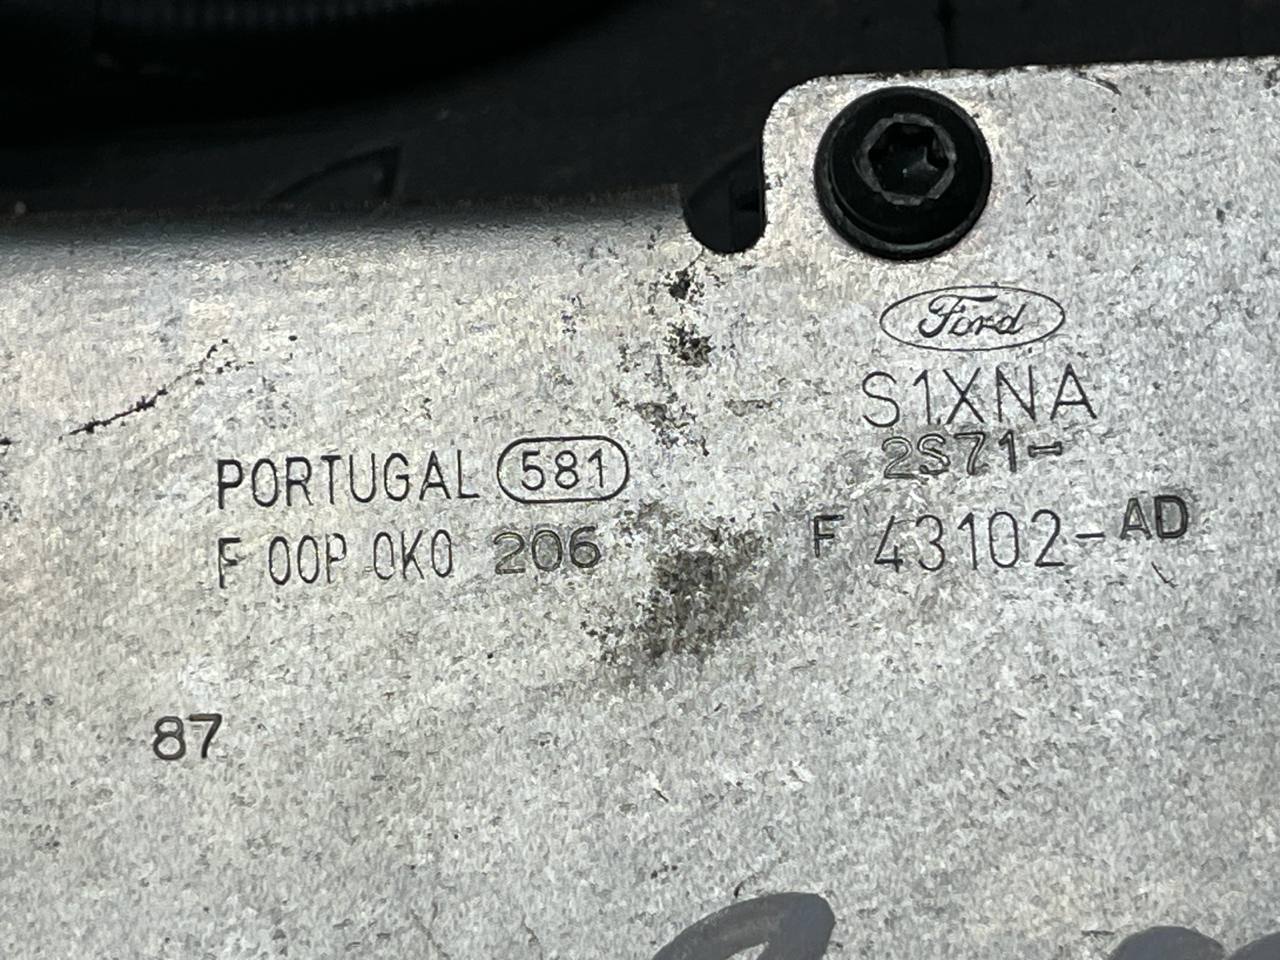 Ford
S1XNA
2S71-
F 43102-AD
PORTUGAL 581
F 00P 0K0 206
87